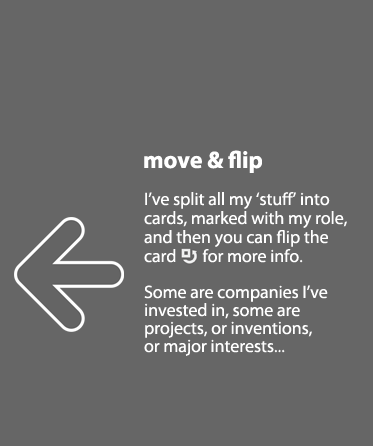 move & flip
I've split all my ‘stuff’ into
cards, marked with my role,
and then you can flip the
card for more info.
Some are companies I've
invested in, some are
projects, or inventions,
or major interests...